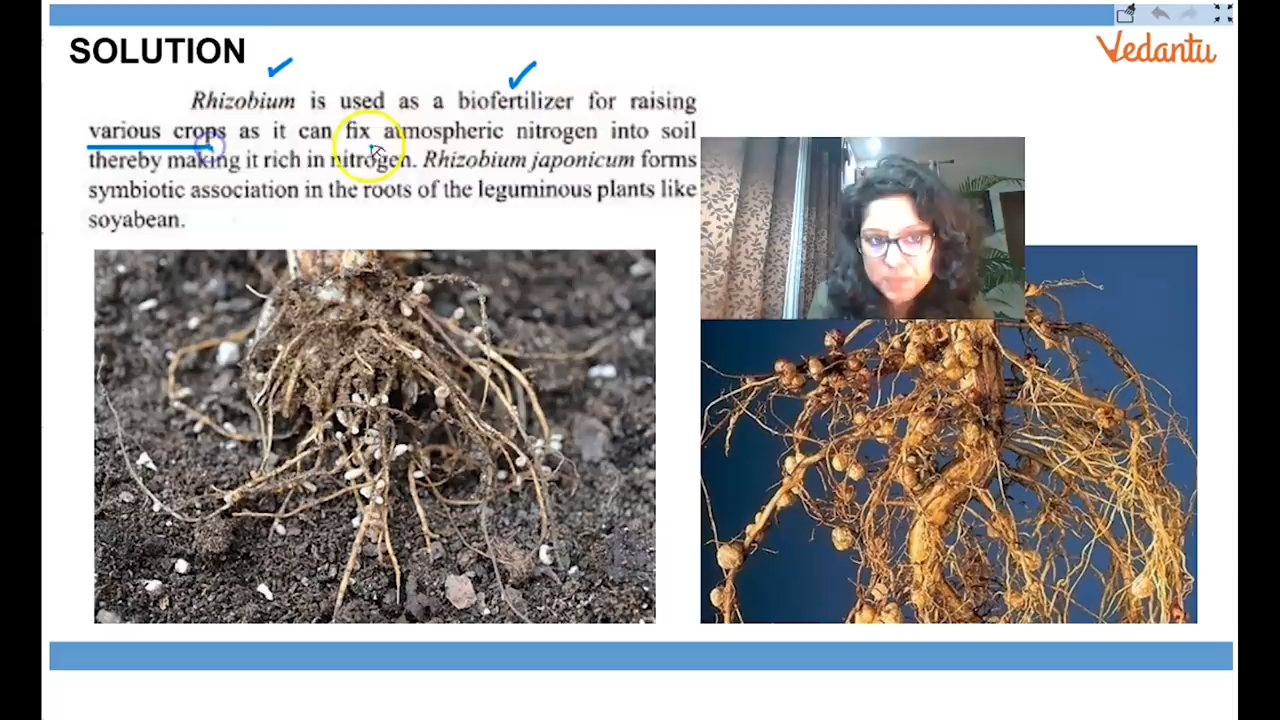 SOLUTION
Vedantu
Rhizobium is used as a biofertilizer for raising
various crops as it can fix atmospheric nitrogen into soil
thereby making it rich in nitrogen. Rhizobium japonicum forms
symbiotic association in the roots of the leguminous plants like
soyabean.